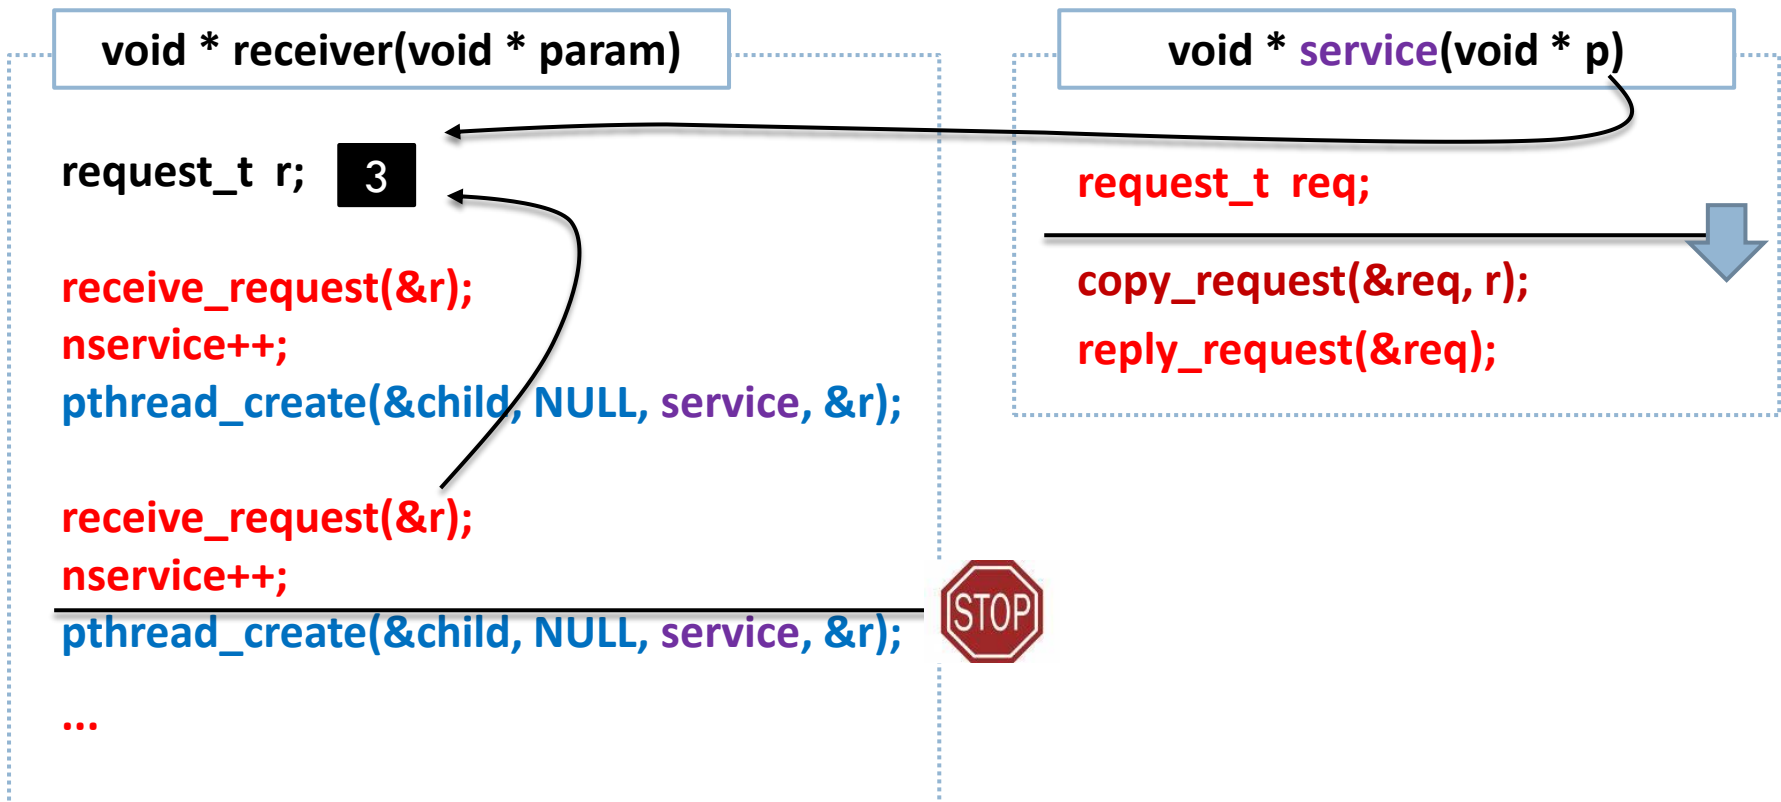 void * receiver(void * param)
request_t r; 3
receive_request(&r);
nservice++;
pthread_create(&child, NULL, service, &r);
receive_request(&r);
nservice++;
pthread_create(&child, NULL, service, &r);
...
STOP
void * service(void * p)
request_t req;
copy_request(&req, r);
reply_request(&req);